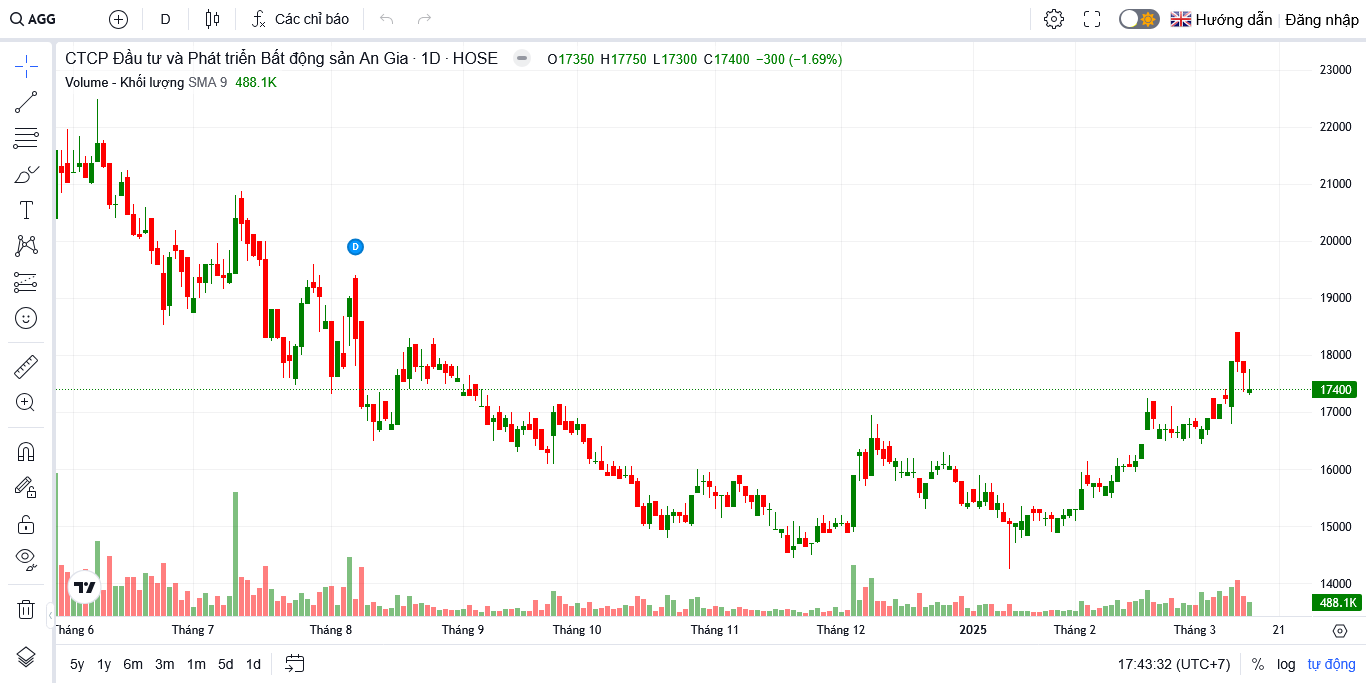 AGG D Các chỉ báo Hướng dẫn Đăng nhập
CTCP Đầu tư và Phát triển Bất động sản An Gia · 1D · HOSE O17350 H17750 L17300 C17400 −300 (−1.69%)
Volume - Khối lượng SMA 9 488.1K
23000
22000
21000
20000
D
19000
18000
17400
17000
16000
15000
14000
488.1K
Tháng 6 Tháng 7 Tháng 8 Tháng 9 Tháng 10 Tháng 11 Tháng 12 2025 Tháng 2 Tháng 3 21
5y 1y 6m 3m 1m 5d 1d 17:43:32 (UTC+7) % log tự động